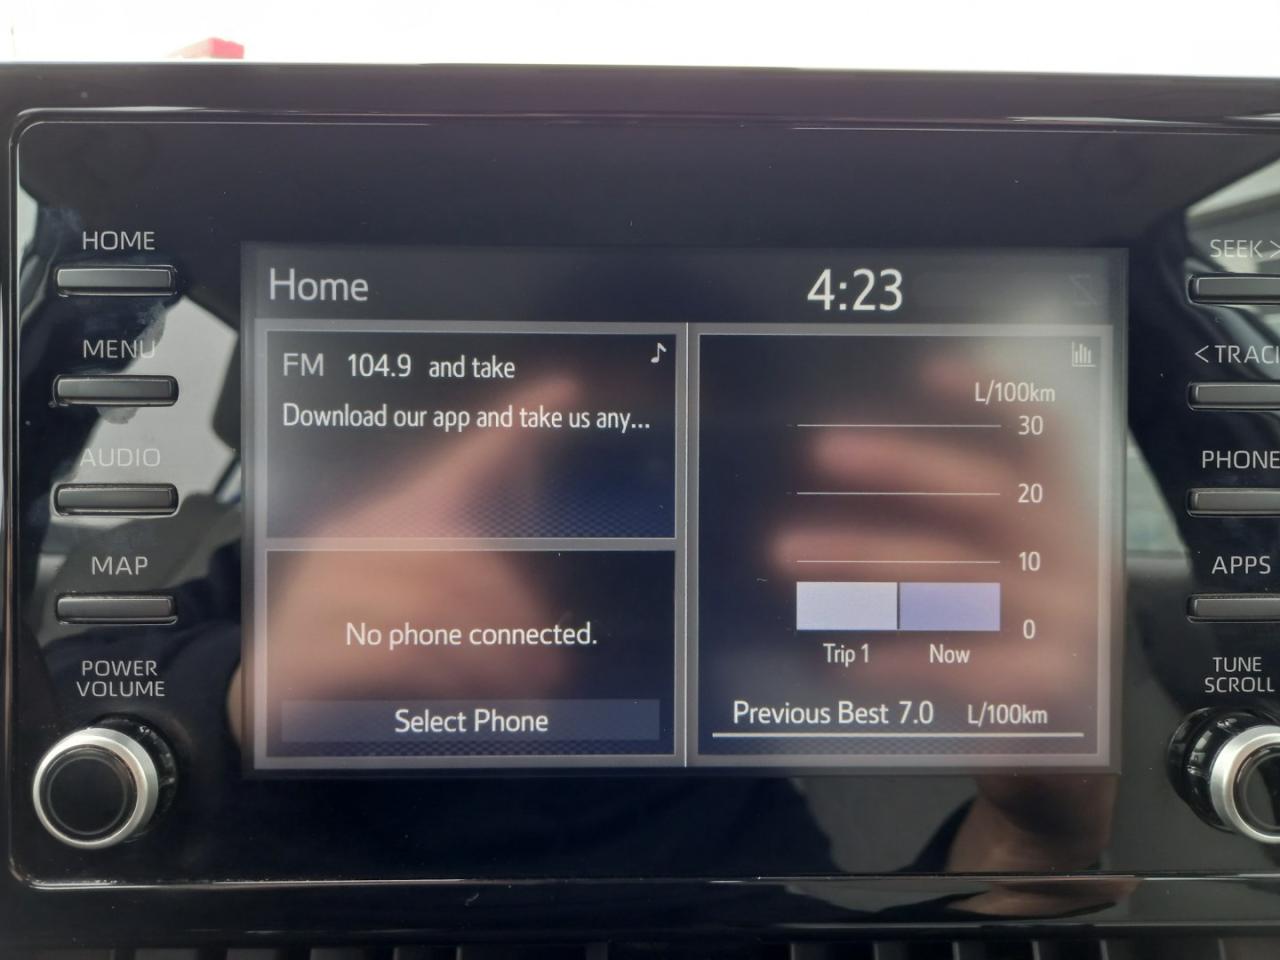 HOME
MENU
AUDIO
MAP
POWER
VOLUME
Home
4:23
FM 104.9 and take
Download our app and take us any...
No phone connected.
Select Phone
L/100km
30
20
10
0
Trip 1
Now
Previous Best 7.0 L/100km
SEEK >
< TRAC
PHONE
APPS
TUNE
SCROLL